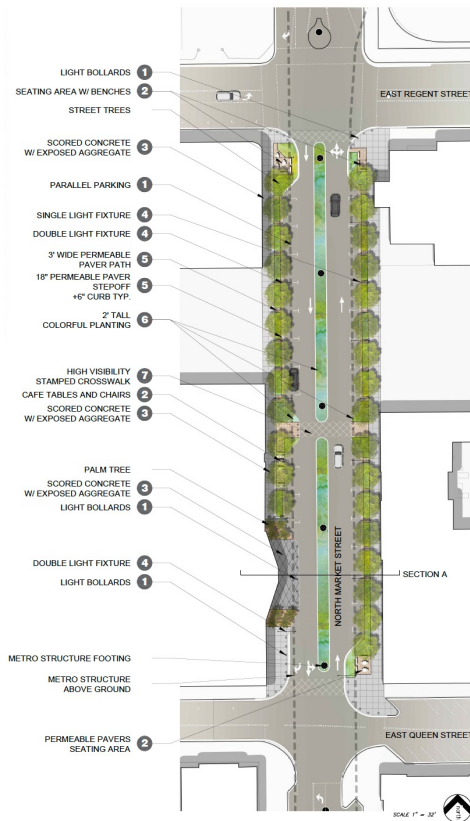 LIGHT BOLLARDS 1
SEATING AREA W/ BENCHES 2
STREET TREES
SCORED CONCRETE 3
W/ EXPOSED AGGREGATE
PARALLEL PARKING 1
SINGLE LIGHT FIXTURE 4
DOUBLE LIGHT FIXTURE 4
3' WIDE PERMEABLE 5
PAVER PATH
18" PERMEABLE PAVER
STEPOFF 5
+6" CURB TYP.
2' TALL 6
COLORFUL PLANTING
HIGH VISIBILITY 7
STAMPED CROSSWALK
CAFE TABLES AND CHAIRS 2
SCORED CONCRETE 3
W/ EXPOSED AGGREGATE
PALM TREE
SCORED CONCRETE 3
W/ EXPOSED AGGREGATE
LIGHT BOLLARDS 1
DOUBLE LIGHT FIXTURE 4
LIGHT BOLLARDS 1
METRO STRUCTURE FOOTING
METRO STRUCTURE
ABOVE GROUND
PERMEABLE PAVERS 2
SEATING AREA
EAST REGENT STREET
SECTION A
NORTH MARKET STREET
EAST QUEEN STREET
SCALE 1" = 32'
north